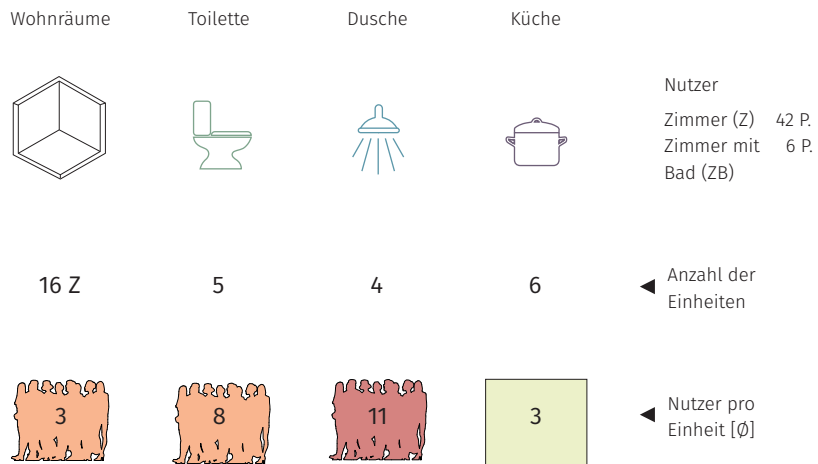 Wohnräume Toilette Dusche Küche
Nutzer
Zimmer (Z) 42 P.
Zimmer mit 6 P.
Bad (ZB)
16 Z 5 4 6 ◀ Anzahl der
Einheiten
3 8 11 3 ◀ Nutzer pro
Einheit [Ø]